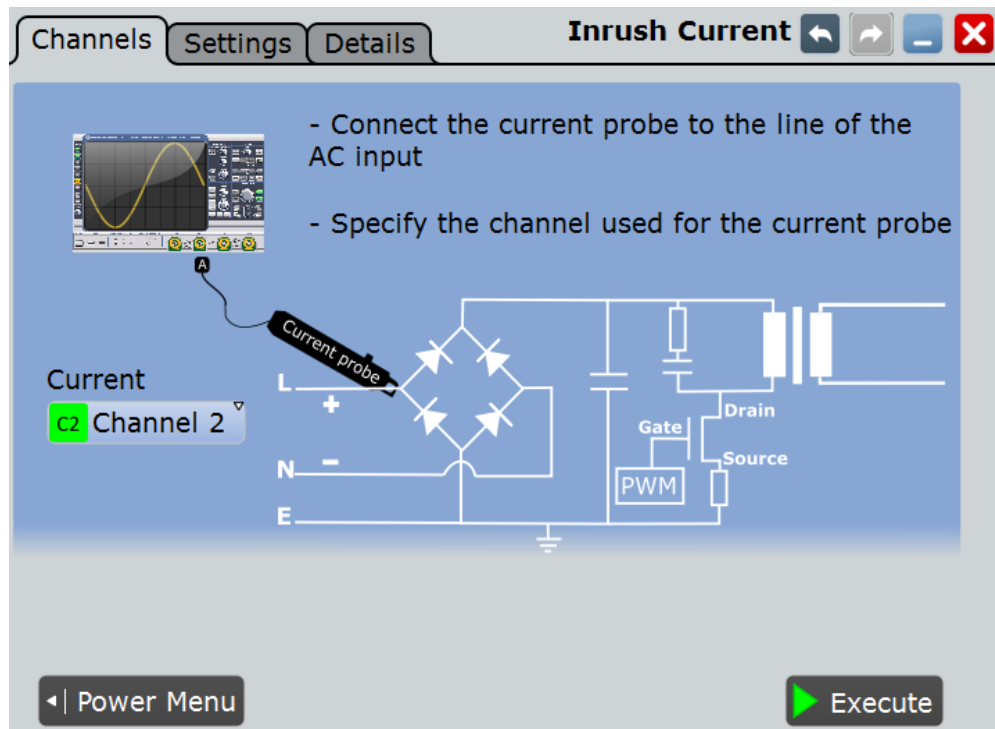 Channels
Settings
Details
Inrush Current
- Connect the current probe to the line of the
AC input
- Specify the channel used for the current probe
A
Current probe
Current
C2 Channel 2
L
+
N
-
E
Gate
Drain
Source
PWM
Power Menu
Execute